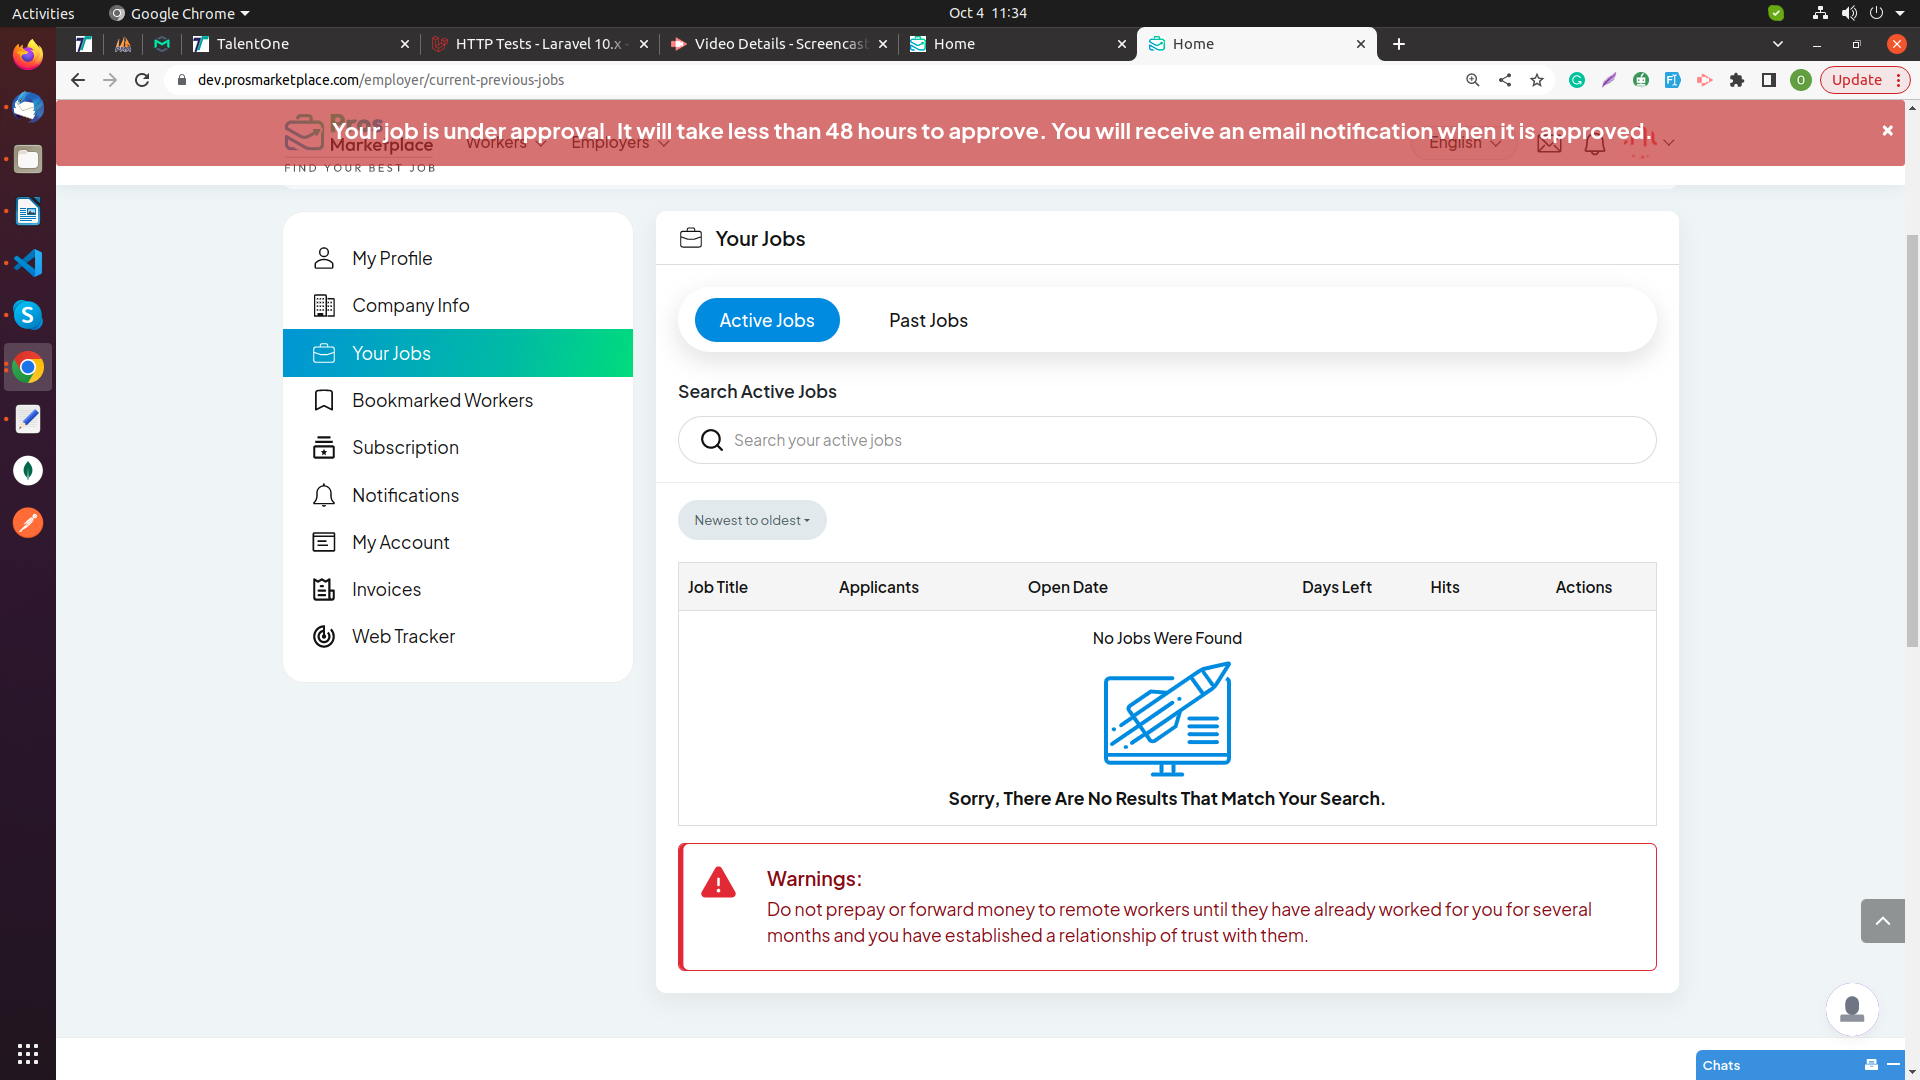 Activities
Google Chrome
Oct 4 11:34
TalentOne
HTTP Tests - Laravel 10.x -
Video Details - Screencast
Home
Home
dev.prosmarketplace.com/employer/current-previous-jobs
Update
Your job is under approval. It will take less than 48 hours to approve. You will receive an email notification when it is approved.
Pros
Marketplace
FIND YOUR BEST JOB
Workers
Employers
English
My Profile
Company Info
Your Jobs
Bookmarked Workers
Subscription
Notifications
My Account
Invoices
Web Tracker
Your Jobs
Active Jobs
Past Jobs
Search Active Jobs
Search your active jobs
Newest to oldest
Job Title
Applicants
Open Date
Days Left
Hits
Actions
No Jobs Were Found
Sorry, There Are No Results That Match Your Search.
Warnings:
Do not prepay or forward money to remote workers until they have already worked for you for several
months and you have established a relationship of trust with them.
Chats